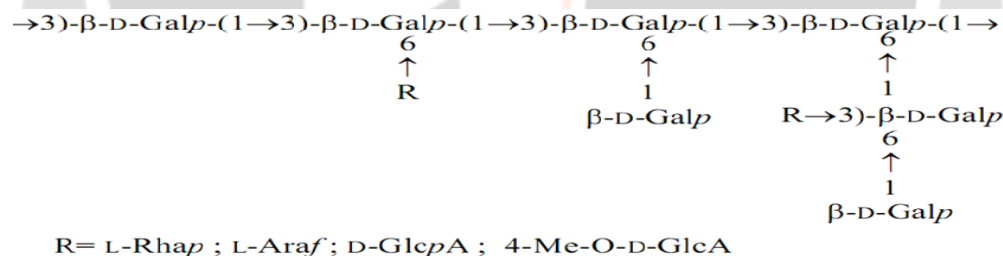 →3)-β-D-Galp-(1→3)-β-D-Galp-(1→3)-β-D-Galp-(1→3)-β-D-Galp-(1→
6 6 6
↑ ↑ ↑
R 1 1
β-D-Galp R→3)-β-D-Galp
6
↑
1
β-D-Galp
R= L-Rhap ; L-Araf ; D-GlcpA ; 4-Me-O-D-GlcA